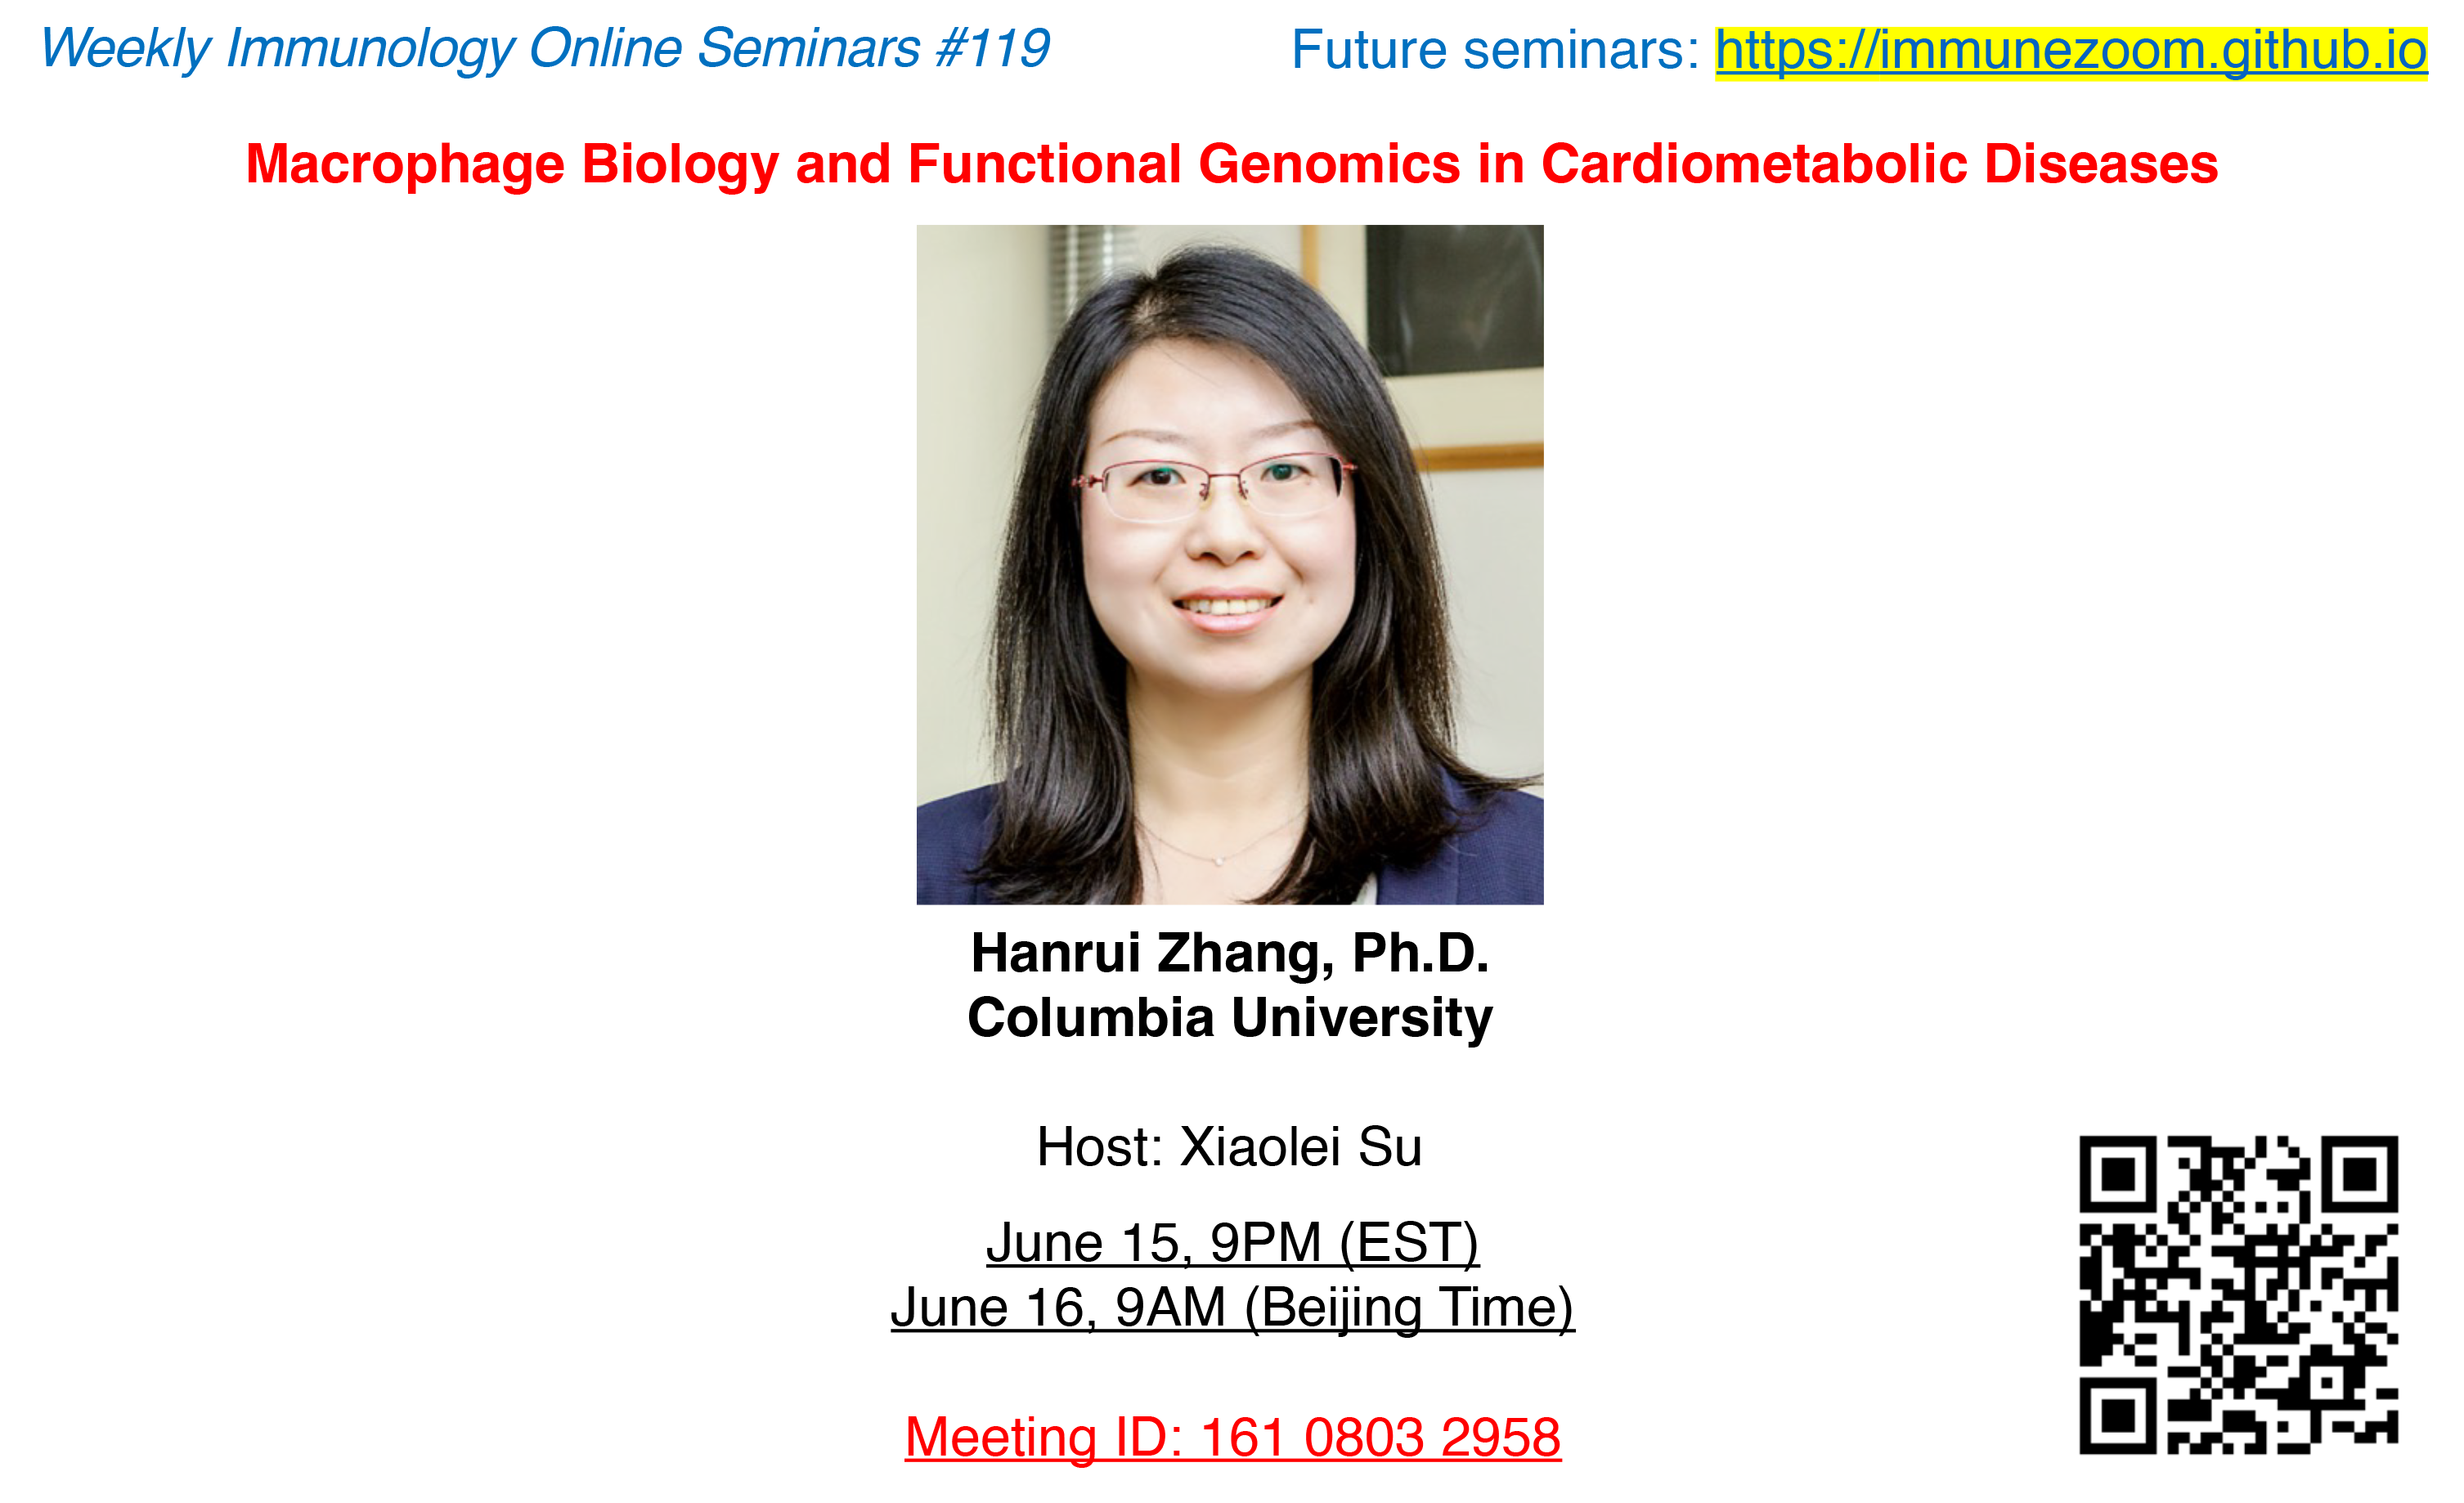 Weekly Immunology Online Seminars #119
Future seminars: https://immunezoom.github.io
Macrophage Biology and Functional Genomics in Cardiometabolic Diseases
Hanrui Zhang, Ph.D.
Columbia University
Host: Xiaolei Su
June 15, 9PM (EST)
June 16, 9AM (Beijing Time)
Meeting ID: 161 0803 2958